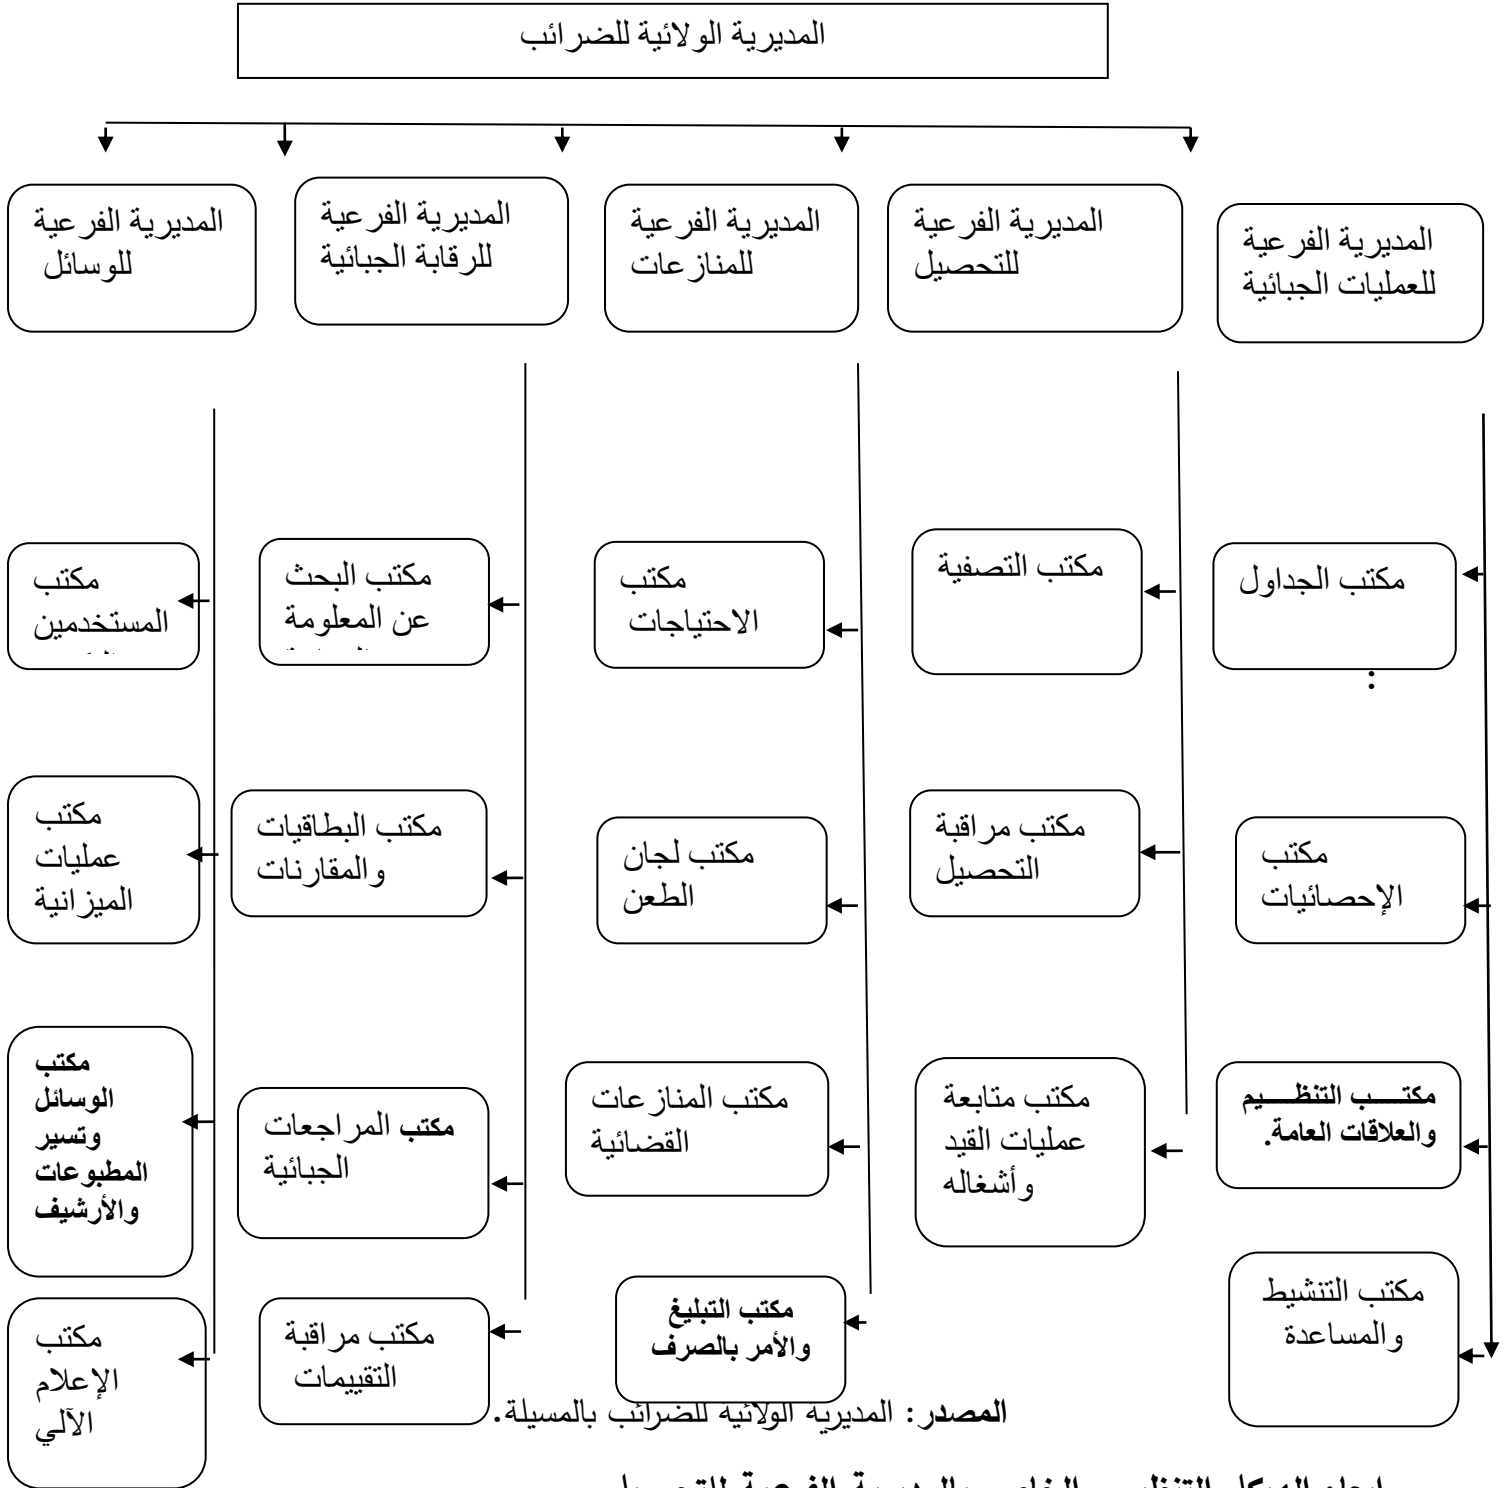 المديرية الولائية للضرائب
المديرية الفرعية
للعمليات الجبائية
المديرية الفرعية
للتحصيل
المديرية الفرعية
للمنازعات
المديرية الفرعية
للرقابة الجبائية
المديرية الفرعية
للوسائل
مكتب الجداول
:
مكتب التصفية
مكتب
الاحتياجات
مكتب البحث
عن المعلومة
مكتب
المستخدمين
مكتب
الإحصائيات
مكتب مراقبة
التحصيل
مكتب لجان
الطعن
مكتب البطاقيات
والمقارنات
مكتب
عمليات
الميزانية
مكتــــب التنظـــــيم
والعلاقات العامة.
مكتب متابعة
عمليات القيد
وأشغاله
مكتب المنازعات
القضائية
مكتب المراجعات
الجبائية
مكتب
الوسائل
وتسير
المطبوعات
والأرشيف
مكتب التنشيط
والمساعدة
مكتب التبليغ
والأمر بالصرف
مكتب مراقبة
التقييمات
مكتب
الإعلام
الآلي
المصدر: المديرية الولائية للضرائب بالمسيلة.